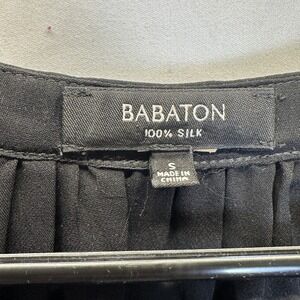 BABATON
100% SILK
S
MADE IN
CHINA